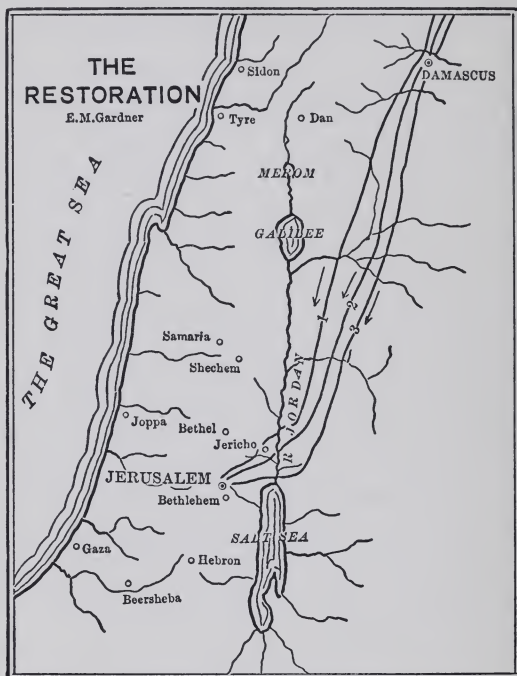 THE
RESTORATION
E.M.Gardner
THE GREAT SEA
Sidon
DAMASCUS
Tyre
Dan
MEROM
GALILEE
1
2
3
Samaria
Shechem
R JORDAN
Joppa
Bethel
Jericho
JERUSALEM
Bethlehem
SALT SEA
Gaza
Hebron
Beersheba